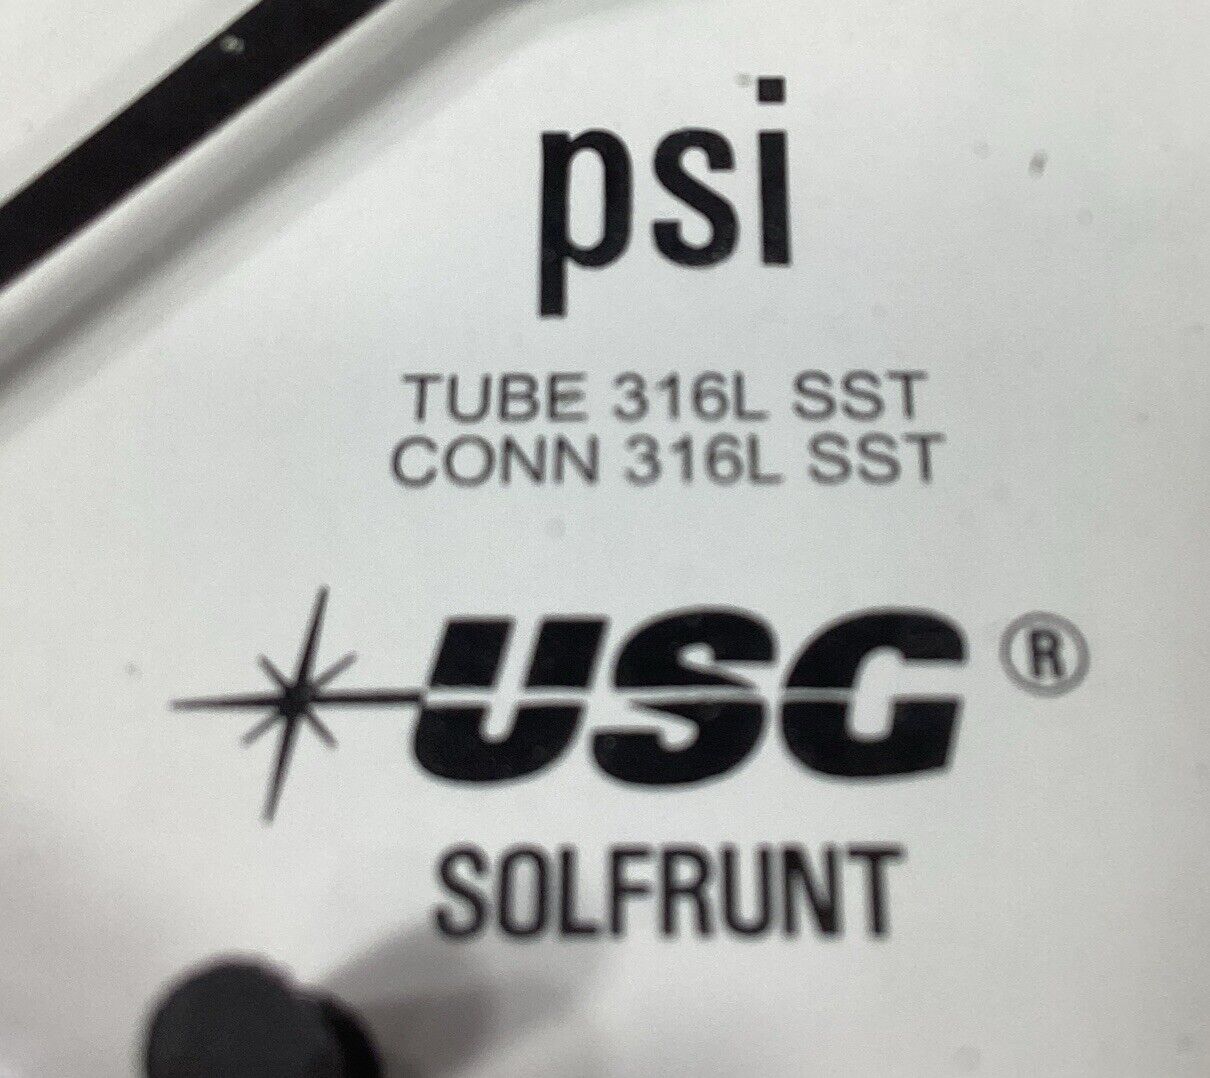 psi
TUBE 316L SST
CONN 316L SST
USG ®
SOLFRUNT